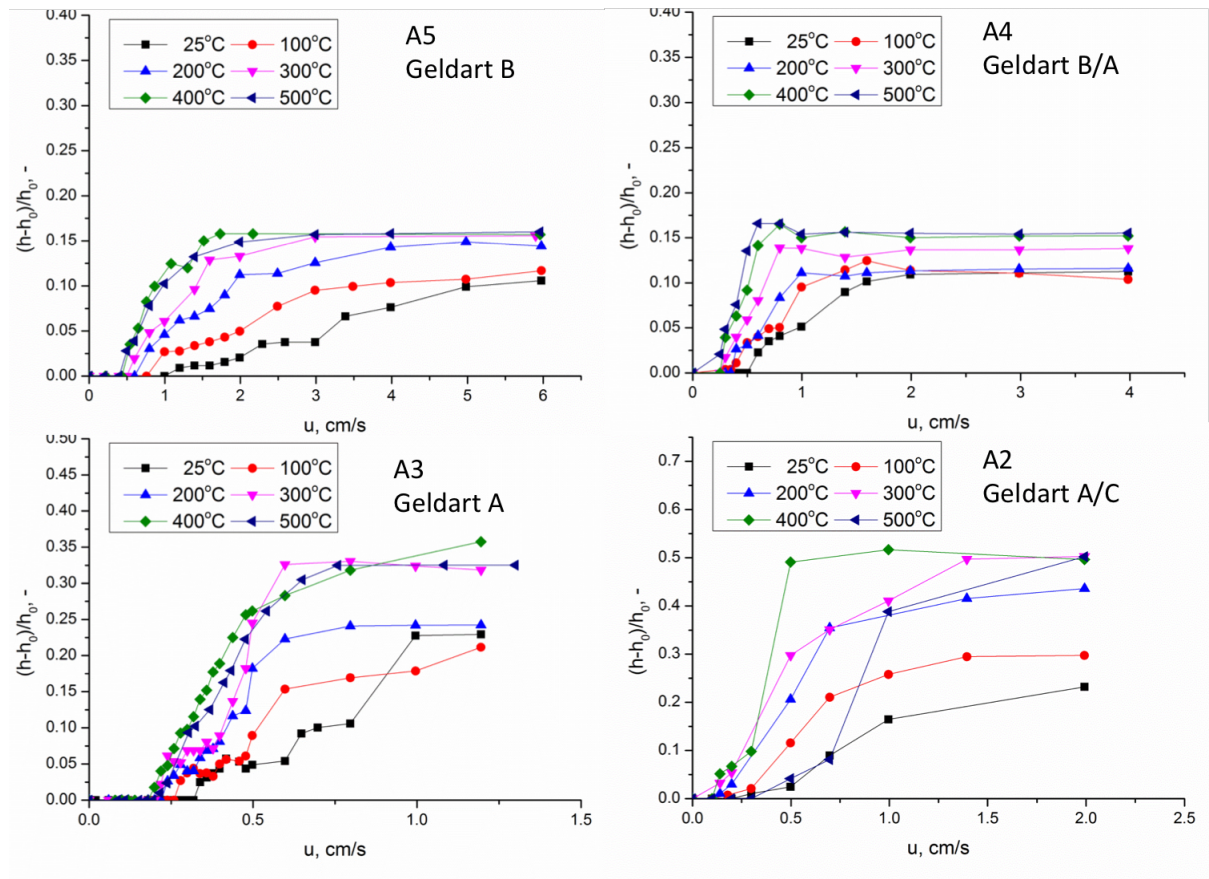 0.40
0.35
0.30
0.25
0.20
0.15
0.10
0.05
0.00
(h-h0)/h0, -
25°C 100°C
200°C 300°C
400°C 500°C
A5
Geldart B
0 1 2 3 4 5 6
u, cm/s
0.40
0.35
0.30
0.25
0.20
0.15
0.10
0.05
0.00
(h-h0)/h0, -
25°C 100°C
200°C 300°C
400°C 500°C
A4
Geldart B/A
0 1 2 3 4
u, cm/s
0.50
0.45
0.40
0.35
0.30
0.25
0.20
0.15
0.10
0.05
0.00
(h-h0)/h0, -
25°C 100°C
200°C 300°C
400°C 500°C
A3
Geldart A
0.0 0.5 1.0 1.5
u, cm/s
0.7
0.6
0.5
0.4
0.3
0.2
0.1
0.0
(h-h0)/h0, -
25°C 100°C
200°C 300°C
400°C 500°C
A2
Geldart A/C
0.0 0.5 1.0 1.5 2.0 2.5
u, cm/s